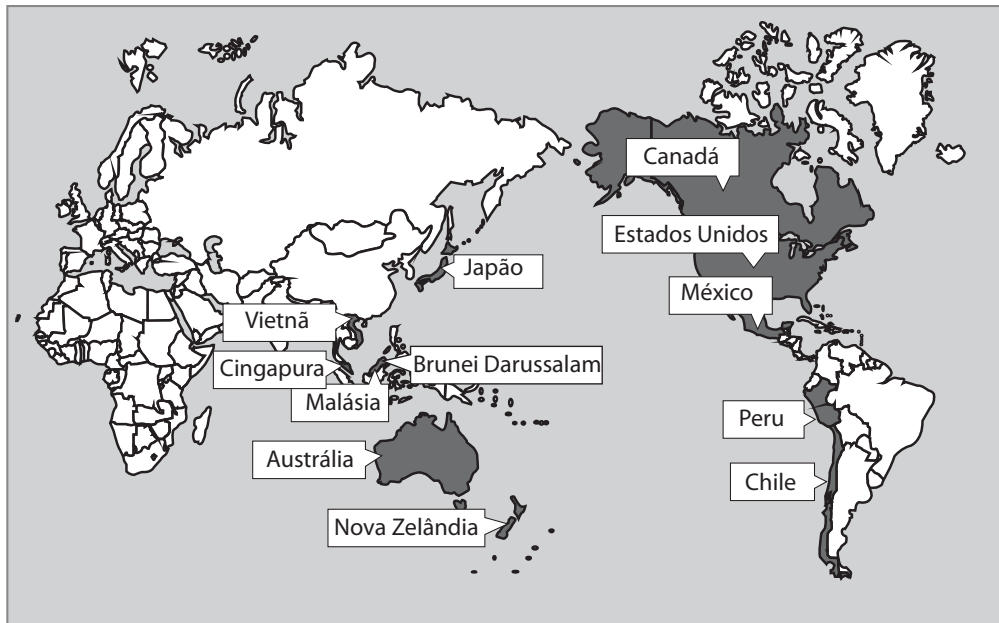 Canadá
Estados Unidos
Japão
México
Vietnã
Cingapura
Brunei Darussalam
Malásia
Peru
Austrália
Chile
Nova Zelândia